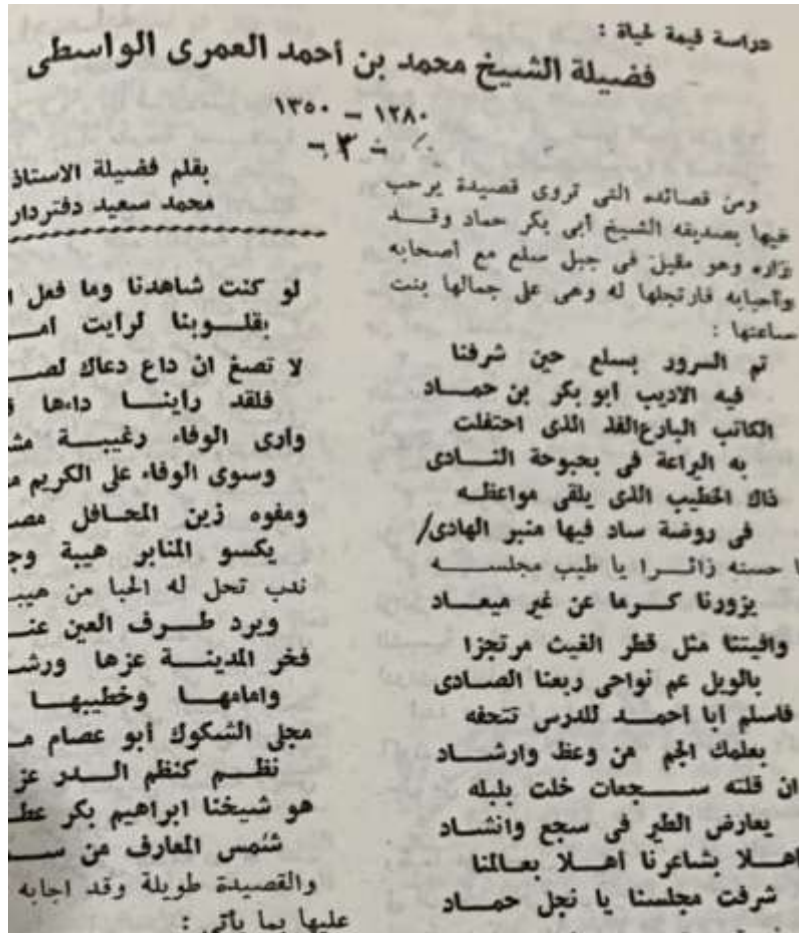 دراسة قيمة لحياة :
فضيلة الشيخ محمد بن أحمد العمرى الواسطى
١٢٨٠ – ١٣٥٠
– ٣ –
بقلم فضيلة الاستاذ
محمد سعيد دفتردار
ومن قصائده التى تروى قصيدة يرحب
فيها بصديقه الشيخ أبى بكر حماد وقد
زاره وهو مقيل فى جبل سلع مع أصحابه
وأحبابه فارتجلها له وهى على جمالها بنت
ساعتها :
تم السرور بسلع حين شرفنا
فيه الاديب ابو بكر بن حماد
الكاتب البارع الفذ الذى احتفلت
به البراعة فى بحبوحة النادى
ذاك الخطيب الذى يلقى مواعظه
فى روضة ساد فيها منبر الهادى
حسنه زائرا يا طيب مجلسه
يزورنا كرما عن غير ميعاد
وافيتنا مثل قطر الغيث مرتجزا
بالويل عم نواحى ربعنا الصادى
فاسلم ابا احمد للدرس تتحفه
بعلمك الجم من وعظ وارشاد
ان قلته سجعات خلت بلبله
يعارض الطير فى سجع وانشاد
اهلا بشاعرنا اهلا بعالمنا
شرفت مجلسنا يا نجل حماد
لو كنت شاهدنا وما فعل
بقلوبنا لرايت
لا تصغ ان داع دعاك
فلقد راينا داءها
وارى الوفاء رغيبة
وسوى الوفاء على الكريم
ومفوه زين المحافل
يكسو المنابر هيبة
ندب تحل له الحبا من
ويرد طرف العين
فخر المدينة عزها
وامامها وخطيبها
مجلى الشكوك أبو عصام
نظم كنظم الدر
هو شيخنا ابراهيم بكر
شمس المعارف من
والقصيدة طويلة وقد اجابه
عليها بما يأتى :